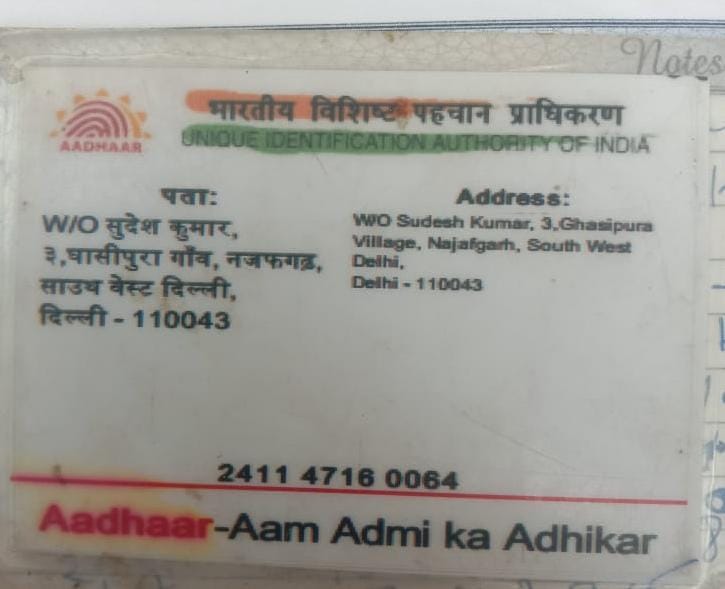 Notes
AADHAAR
भारतीय विशिष्ट पहचान प्राधिकरण
UNIQUE IDENTIFICATION AUTHORITY OF INDIA
पता:
W/O सुदेश कुमार,
३,घासीपुरा गाँव, नजफगढ,
साउथ वेस्ट दिल्ली,
दिल्ली - 110043
Address:
W/O Sudesh Kumar, 3,Ghasipura
Village, Najafgarh, South West
Delhi,
Delhi - 110043
2411 4716 0064
Aadhaar-Aam Admi ka Adhikar